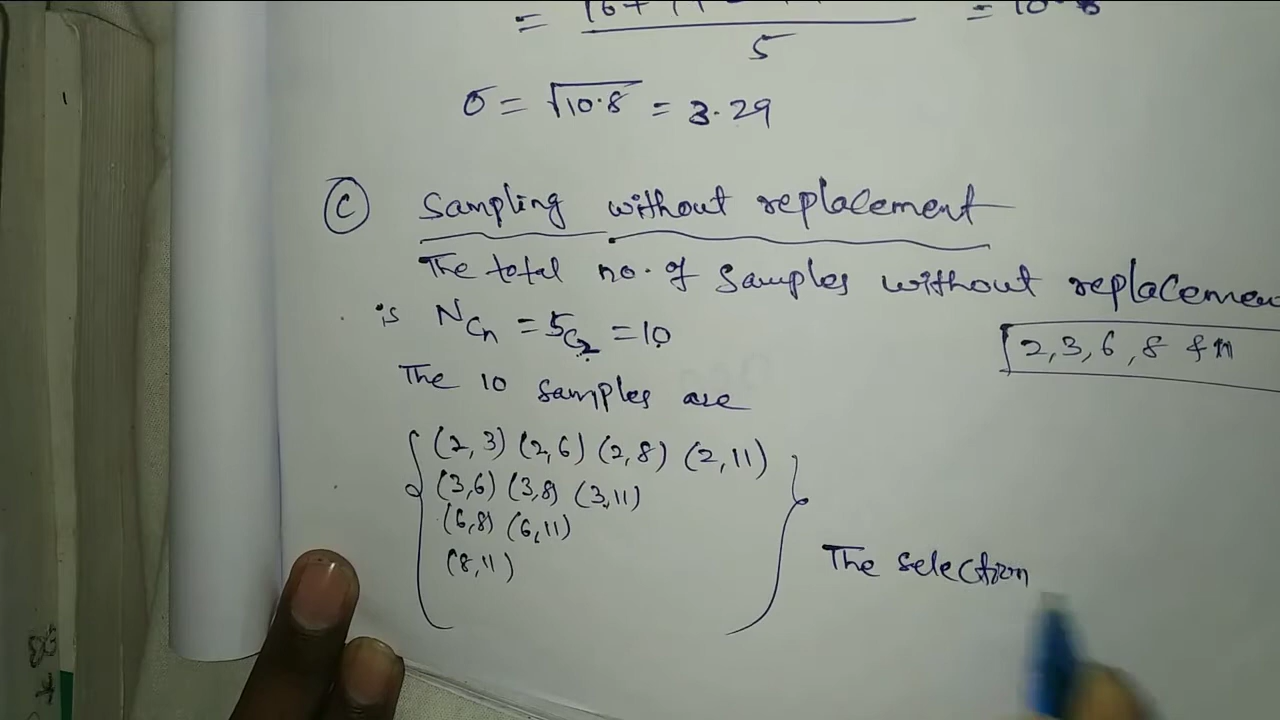 =
5
σ = √10.8 = 3.29
(C) Sampling without replacement
The total no. of samples without replacemen
is NCn = 5C2 = 10
2,3,6,8 & 11
The 10 samples are
(2,3) (2,6) (2,8) (2,11)
(3,6) (3,8) (3,11)
(6,8) (6,11)
(8,11)
The selection